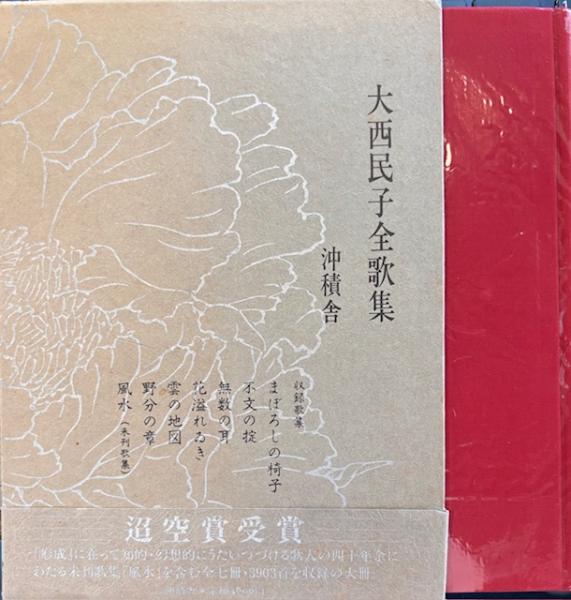 大西民子全歌集
沖積舎
収録歌集
まぼろしの椅子
不文の掟
無数の耳
花溢れゐき
雲の地図
野分の章
風水(未刊歌集)
迢空賞受賞
「形成」に在って知的・幻想的にうたいつづける歌人の四十年余に
わたる未刊歌集「風水」を含む全七冊・3903首を収録の大冊